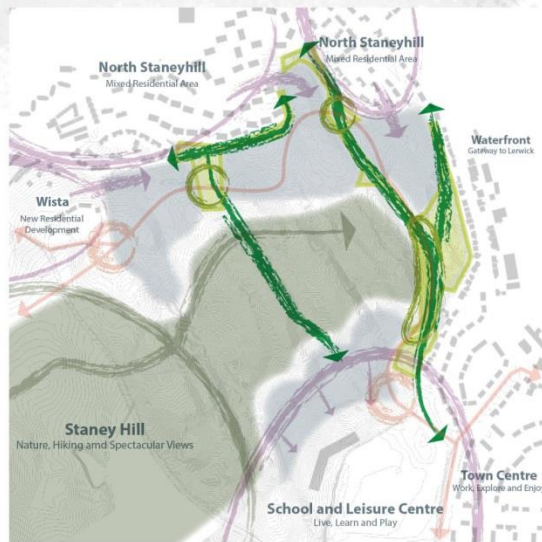 North Staneyhill
Mixed Residential Area
North Staneyhill
Mixed Residential Area
Waterfront
Gateway to Lerwick
Wista
New Residential
Development
Staney Hill
Nature, Hiking amd Spectacular Views
Town Centre
Work, Explore and Enjoy
School and Leisure Centre
Live, Learn and Play